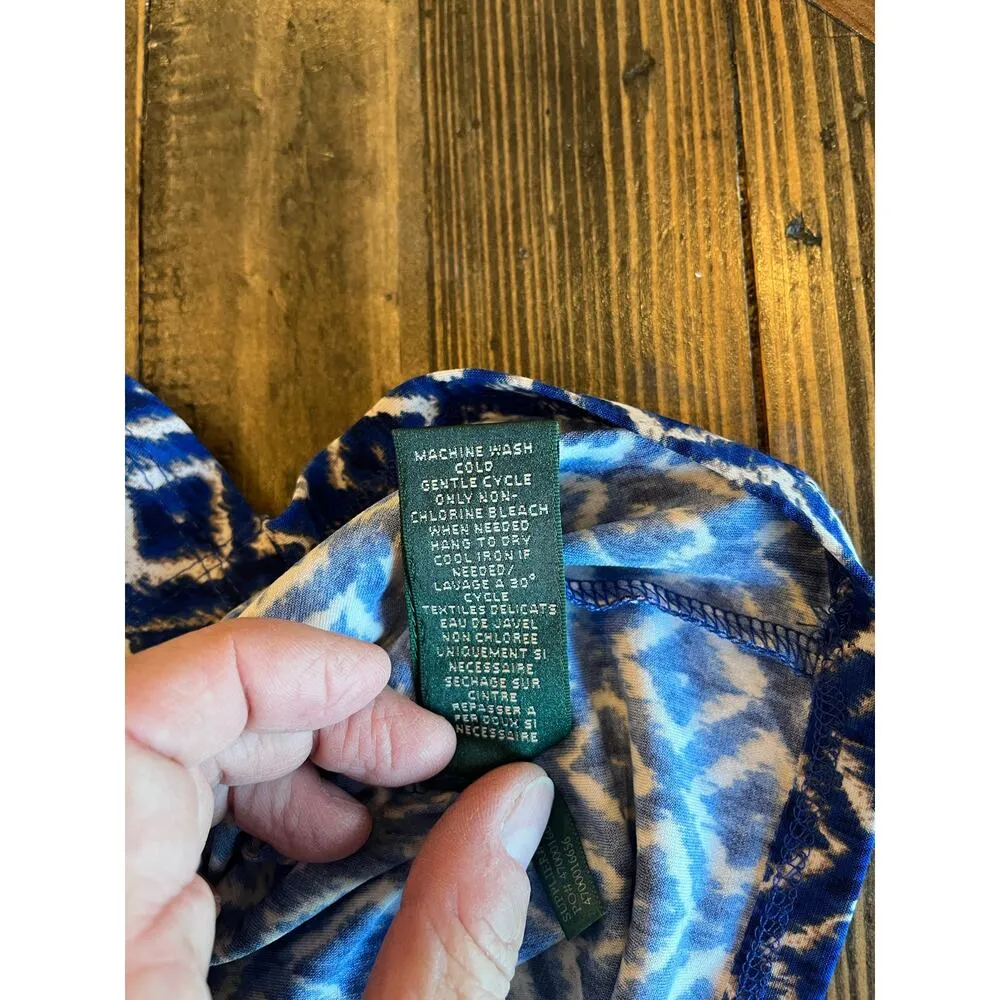 MACHINE WASH
COLD
GENTLE CYCLE
ONLY NON-
CHLORINE BLEACH
WHEN NEEDED
HANG TO DRY
COOL IRON IF
NEEDED/
LAVAGE A 30°
CYCLE
TEXTILES DELICATS
EAU DE JAVEL
NON CHLOREE
UNIQUEMENT SI
NECESSAIRE
SECHAGE SUR
CINTRE
REPASSER A
FER DOUX SI
NECESSAIRE